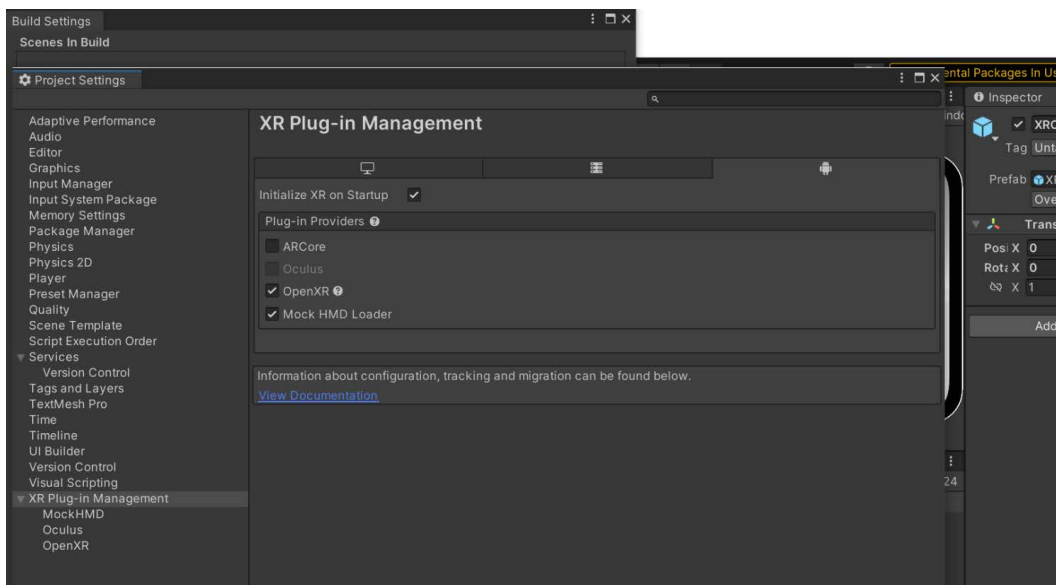 Build Settings
Scenes In Build
Project Settings
ental Packages In Us
Inspector
XR Plug-in Management
Adaptive Performance
Audio
Editor
Graphics
Input Manager
Input System Package
Memory Settings
Package Manager
Physics
Physics 2D
Player
Preset Manager
Quality
Scene Template
Script Execution Order
Services
Version Control
Tags and Layers
TextMesh Pro
Time
Timeline
UI Builder
Version Control
Visual Scripting
XR Plug-in Management
MockHMD
Oculus
OpenXR
Initialize XR on Startup
Plug-in Providers
ARCore
Oculus
OpenXR
Mock HMD Loader
Information about configuration, tracking and migration can be found below.
View Documentation
indo
XRO
Tag Unta
Prefab XR
Ove
Trans
Posi X 0
Rota X 0
X 1
Add
24